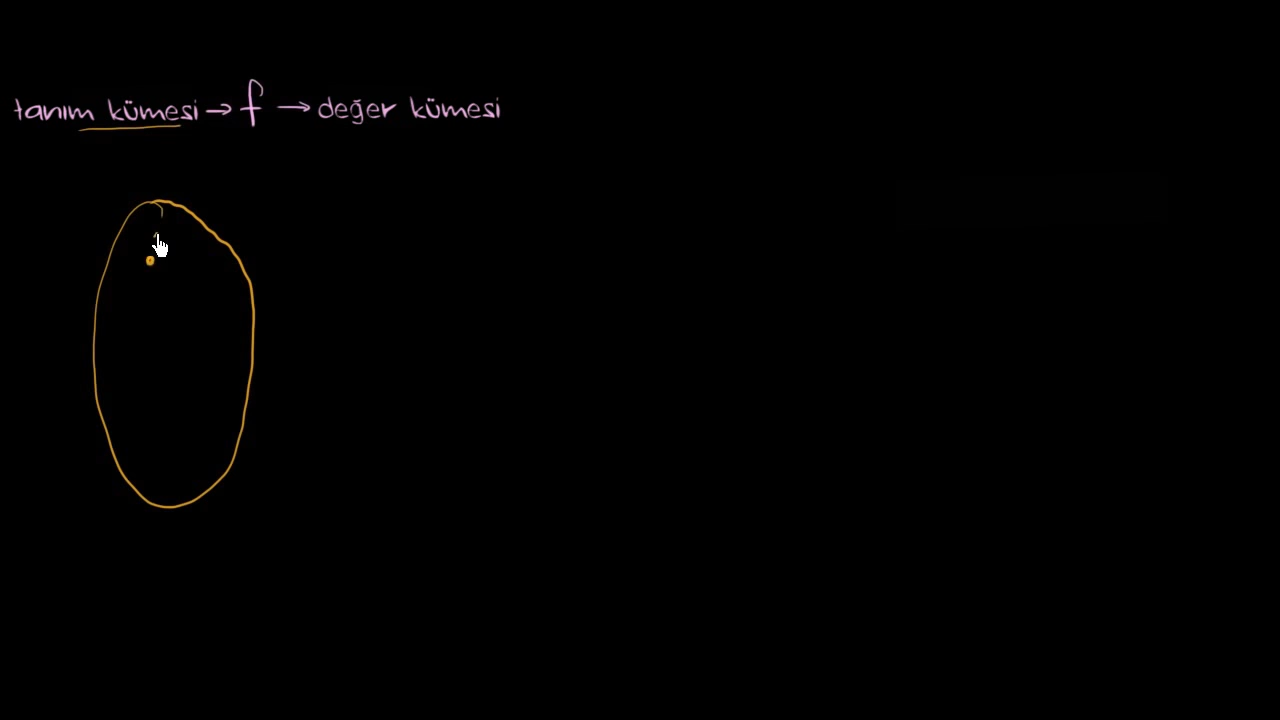 tanım kümesi → f → değer kümesi